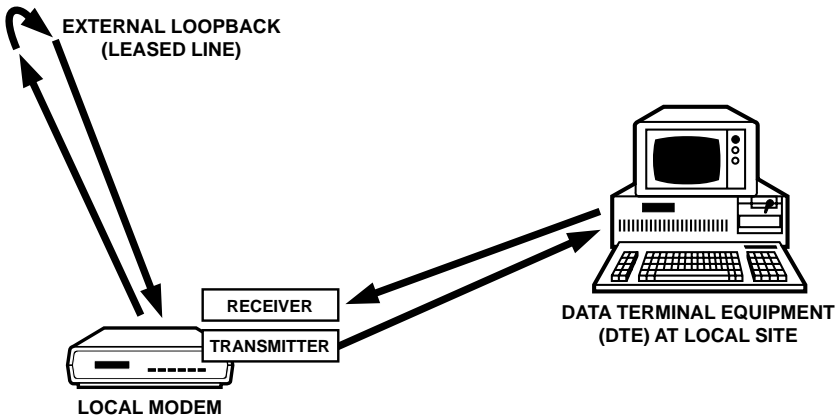 EXTERNAL LOOPBACK
(LEASED LINE)
RECEIVER
TRANSMITTER
LOCAL MODEM
DATA TERMINAL EQUIPMENT
(DTE) AT LOCAL SITE